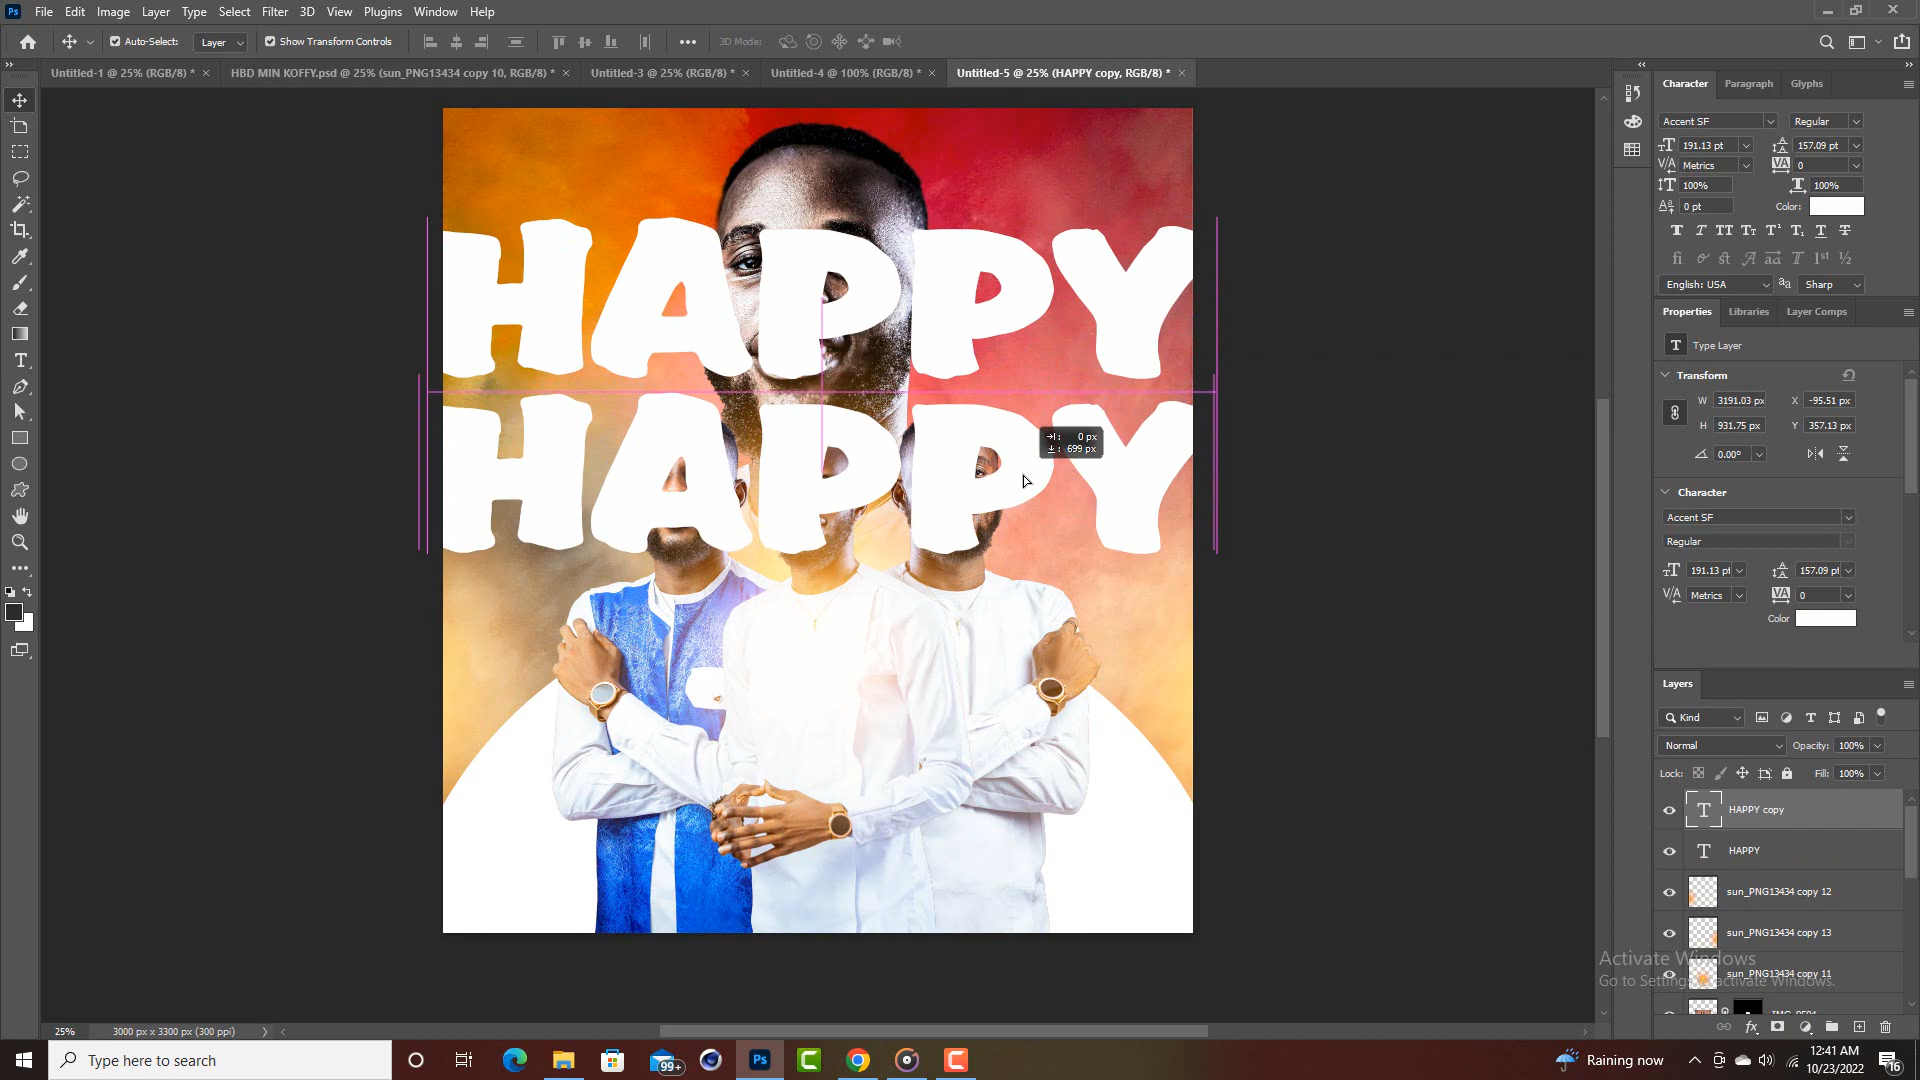 Ps File Edit Image Layer Type Select Filter 3D View Plugins Window Help
Auto-Select: Layer Show Transform Controls 3D Mode:
Untitled-1 @ 25% (RGB/8) * × HBD MIN KOFFY.psd @ 25% (sun_PNG13434 copy 10, RGB/8) * × Untitled-3 @ 25% (RGB/8) * × Untitled-4 @ 100% (RGB/8) * × Untitled-5 @ 25% (HAPPY copy, RGB/8) * ×
Character Paragraph Glyphs
Accent SF Regular
191.13 pt 157.09 pt
Metrics 0
100% 100%
0 pt Color:
English: USA Sharp
Properties Libraries Layer Comps
Type Layer
Transform
W 3191.03 px X -95.51 px
H 931.75 px Y 357.13 px
0.00°
Character
Accent SF
Regular
191.13 pt 157.09 pt
Metrics 0
Color
HAPPY
HAPPY
0 px
699 px
Layers
Kind
Normal Opacity: 100%
Lock: Fill: 100%
HAPPY copy
HAPPY
sun_PNG13434 copy 12
sun_PNG13434 copy 13
sun_PNG13434 copy 11
Activate Windows
Go to Settings to activate Windows.
25% 3000 px x 3300 px (300 ppi)
Type here to search
99+
Ps
Raining now
12:41 AM
10/23/2022
16